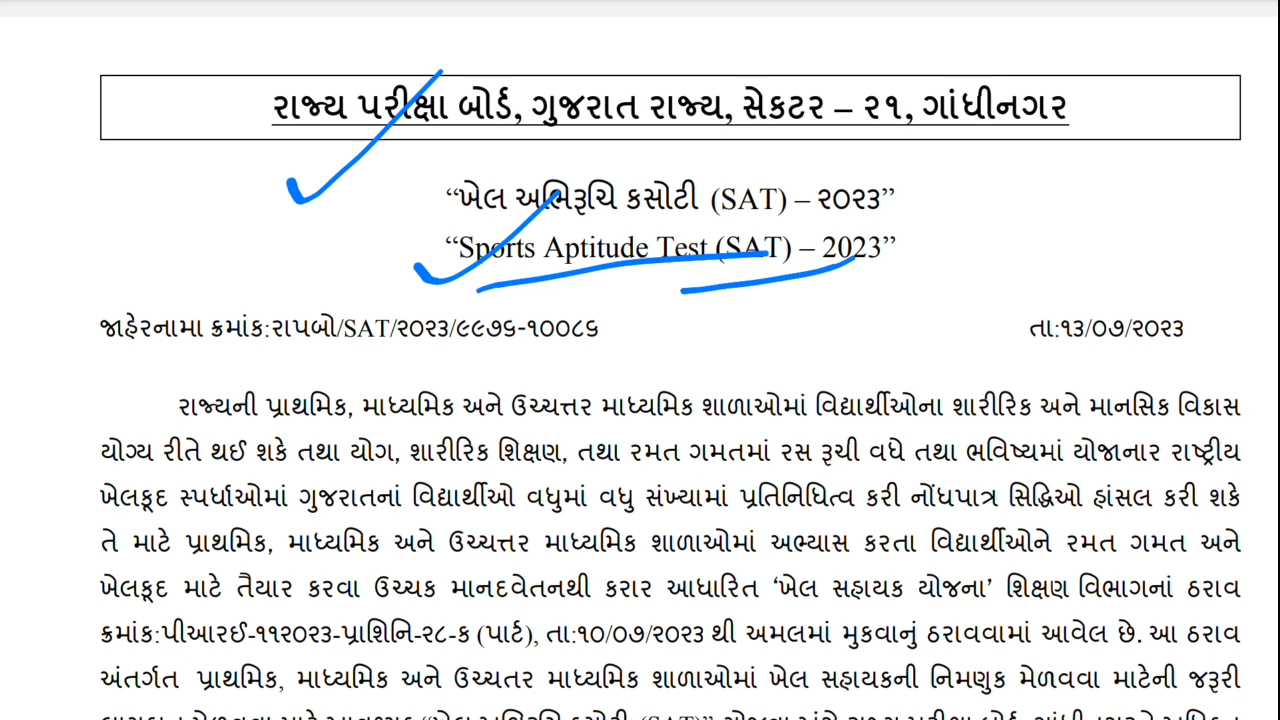 રાજ્ય પરીક્ષા બોર્ડ, ગુજરાત રાજ્ય, સેકટર – ૨૧, ગાંધીનગર
“ખેલ અભિરૂચિ કસોટી (SAT) – ૨૦૨૩”
“Sports Aptitude Test (SAT) – 2023”
જાહેરનામા ક્રમાંક:રાપબો/SAT/૨૦૨૩/૯૯૭૬-૧૦૦૮૬ તા:૧૩/૦૭/૨૦૨૩
રાજ્યની પ્રાથમિક, માધ્યમિક અને ઉચ્ચત્તર માધ્યમિક શાળાઓમાં વિદ્યાર્થીઓના શારીરિક અને માનસિક વિકાસ
યોગ્ય રીતે થઈ શકે તથા યોગ, શારીરિક શિક્ષણ, તથા રમત ગમતમાં રસ રૂચી વધે તથા ભવિષ્યમાં યોજાનાર રાષ્ટ્રીય
ખેલકૂદ સ્પર્ધાઓમાં ગુજરાતનાં વિદ્યાર્થીઓ વધુમાં વધુ સંખ્યામાં પ્રતિનિધિત્વ કરી નોંધપાત્ર સિદ્ધિઓ હાંસલ કરી શકે
તે માટે પ્રાથમિક, માધ્યમિક અને ઉચ્ચત્તર માધ્યમિક શાળાઓમાં અભ્યાસ કરતા વિદ્યાર્થીઓને રમત ગમત અને
ખેલકૂદ માટે તૈયાર કરવા ઉચ્ચક માનદવેતનથી કરાર આધારિત ‘ખેલ સહાયક યોજના’ શિક્ષણ વિભાગનાં ઠરાવ
ક્રમાંક:પીઆરઈ-૧૧૨૦૨૩-પ્રાશિનિ-૨૮-ક (પાર્ટ), તા:૧૦/૦૭/૨૦૨૩ થી અમલમાં મુકવાનું ઠરાવવામાં આવેલ છે. આ ઠરાવ
અંતર્ગત પ્રાથમિક, માધ્યમિક અને ઉચ્ચતર માધ્યમિક શાળાઓમાં ખેલ સહાયકની નિમણુક મેળવવા માટેની જરૂરી